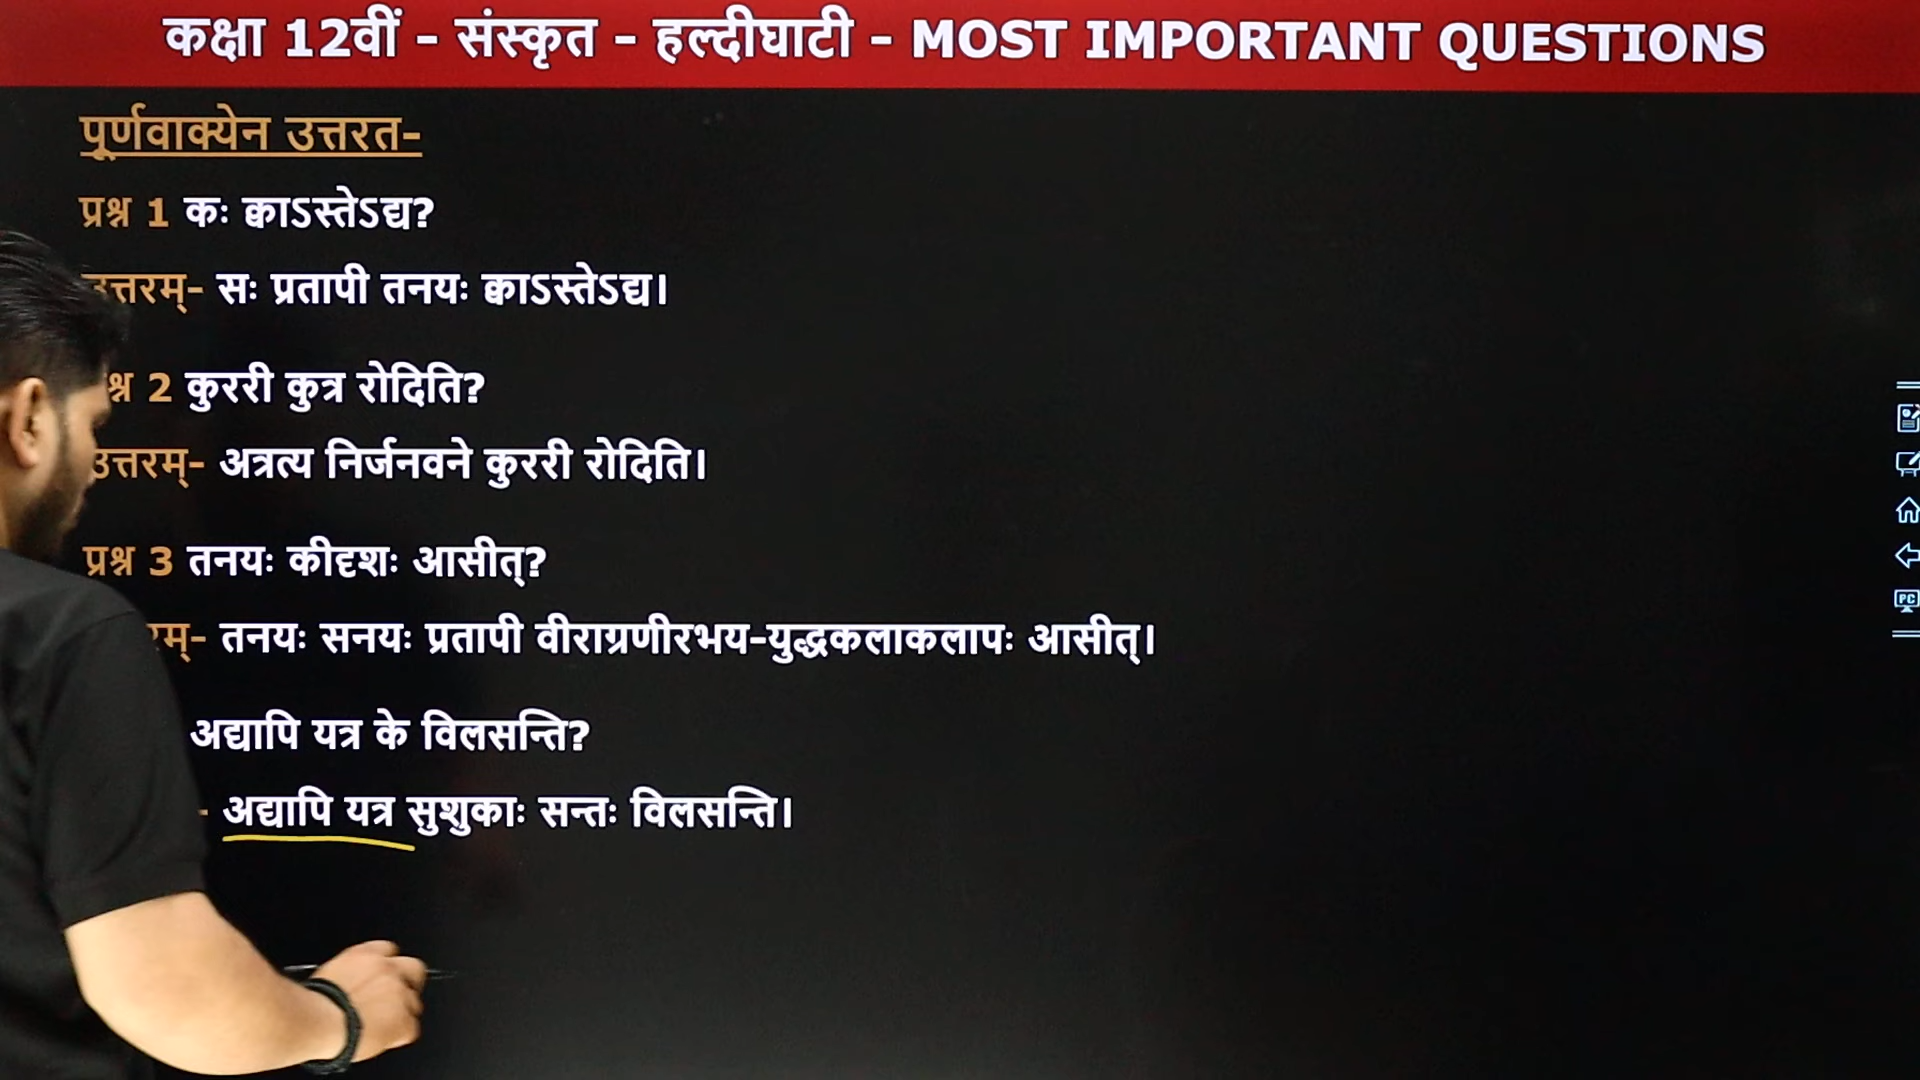 कक्षा 12वीं - संस्कृत - हल्दीघाटी - MOST IMPORTANT QUESTIONS
पूर्णवाक्येन उत्तरत-
प्रश्न 1 कः क्वाऽस्तेऽद्य?
उत्तरम्- सः प्रतापी तनयः क्वाऽस्तेऽद्य।
2 कुररी कुत्र रोदिति?
उत्तरम्- अत्रत्य निर्जनवने कुररी रोदिति।
प्रश्न 3 तनयः कीदृशः आसीत्?
तनयः सनयः प्रतापी वीराग्रणीरभय-युद्धकलाकलापः आसीत्।
अद्यापि यत्र के विलसन्ति?
- अद्यापि यत्र सुशुकाः सन्तः विलसन्ति।
PC